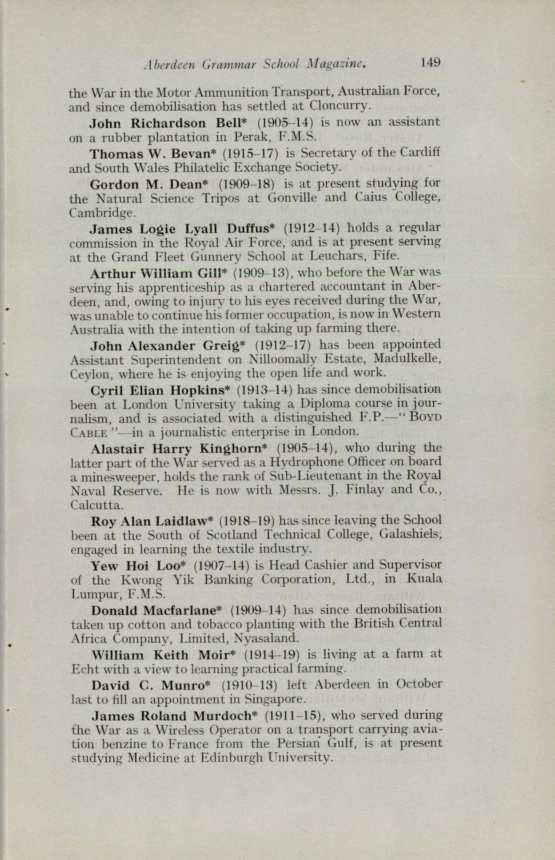 Aberdeen Grammar School Magazine. 149
the War in the Motor Ammunition Transport, Australian Force,
and since demobilisation has settled at Cloncurry.
John Richardson Bell* (1905–14) is now an assistant
on a rubber plantation in Perak, F.M.S.
Thomas W. Bevan* (1915–17) is Secretary of the Cardiff
and South Wales Philatelic Exchange Society.
Gordon M. Dean* (1909–18) is at present studying for
the Natural Science Tripos at Gonville and Caius College,
Cambridge.
James Logie Lyall Duffus* (1912–14) holds a regular
commission in the Royal Air Force, and is at present serving
at the Grand Fleet Gunnery School at Leuchars, Fife.
Arthur William Gill* (1909–13), who before the War was
serving his apprenticeship as a chartered accountant in Aber-
deen, and, owing to injury to his eyes received during the War,
was unable to continue his former occupation, is now in Western
Australia with the intention of taking up farming there.
John Alexander Greig* (1912–17) has been appointed
Assistant Superintendent on Nilloomally Estate, Madulkelle,
Ceylon, where he is enjoying the open life and work.
Cyril Elian Hopkins* (1913–14) has since demobilisation
been at London University taking a Diploma course in jour-
nalism, and is associated with a distinguished F.P.—“ BOYD
CABLE ”—in a journalistic enterprise in London.
Alastair Harry Kinghorn* (1905–14), who during the
latter part of the War served as a Hydrophone Officer on board
a minesweeper, holds the rank of Sub-Lieutenant in the Royal
Naval Reserve. He is now with Messrs. J. Finlay and Co.,
Calcutta.
Roy Alan Laidlaw* (1918–19) has since leaving the School
been at the South of Scotland Technical College, Galashiels,
engaged in learning the textile industry.
Yew Hoi Loo* (1907–14) is Head Cashier and Supervisor
of the Kwong Yik Banking Corporation, Ltd., in Kuala
Lumpur, F.M.S.
Donald Macfarlane* (1909–14) has since demobilisation
taken up cotton and tobacco planting with the British Central
Africa Company, Limited, Nyasaland.
William Keith Moir* (1914–19) is living at a farm at
Echt with a view to learning practical farming.
David C. Munro* (1910–13) left Aberdeen in October
last to fill an appointment in Singapore.
James Roland Murdoch* (1911–15), who served during
the War as a Wireless Operator on a transport carrying avia-
tion benzine to France from the Persian Gulf, is at present
studying Medicine at Edinburgh University.